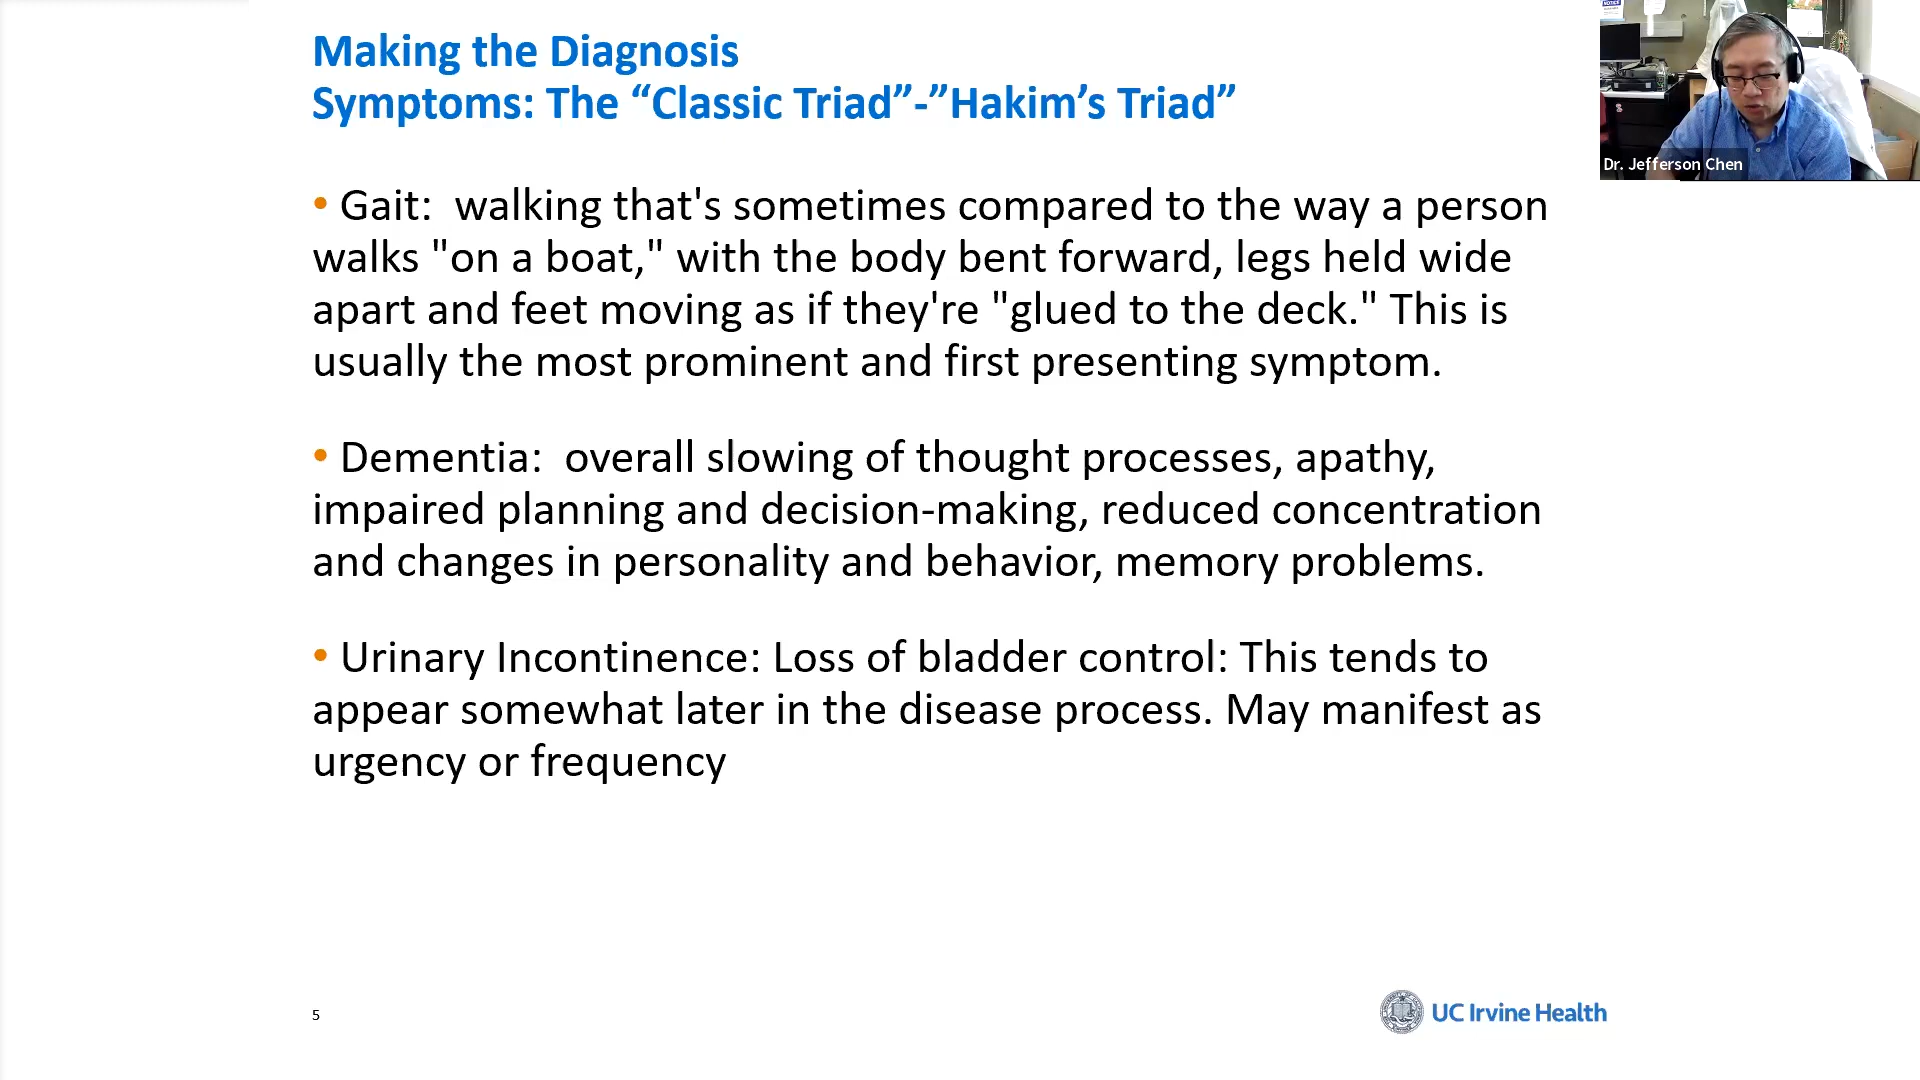 Making the Diagnosis
Symptoms: The “Classic Triad”-”Hakim’s Triad”
• Gait:  walking that's sometimes compared to the way a person
walks "on a boat," with the body bent forward, legs held wide
apart and feet moving as if they're "glued to the deck." This is
usually the most prominent and first presenting symptom.
• Dementia:  overall slowing of thought processes, apathy,
impaired planning and decision-making, reduced concentration
and changes in personality and behavior, memory problems.
• Urinary Incontinence: Loss of bladder control: This tends to
appear somewhat later in the disease process. May manifest as
urgency or frequency
5
UC Irvine Health
NOTICE
Dr. Jefferson Chen